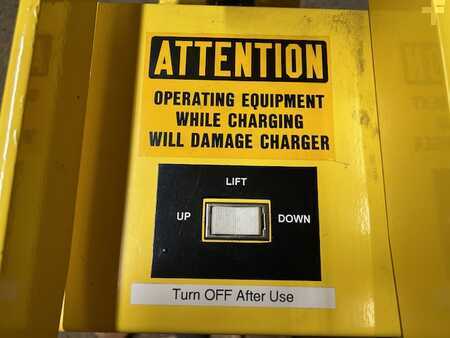 ATTENTION
OPERATING EQUIPMENT
WHILE CHARGING
WILL DAMAGE CHARGER
LIFT
UP DOWN
Turn OFF After Use